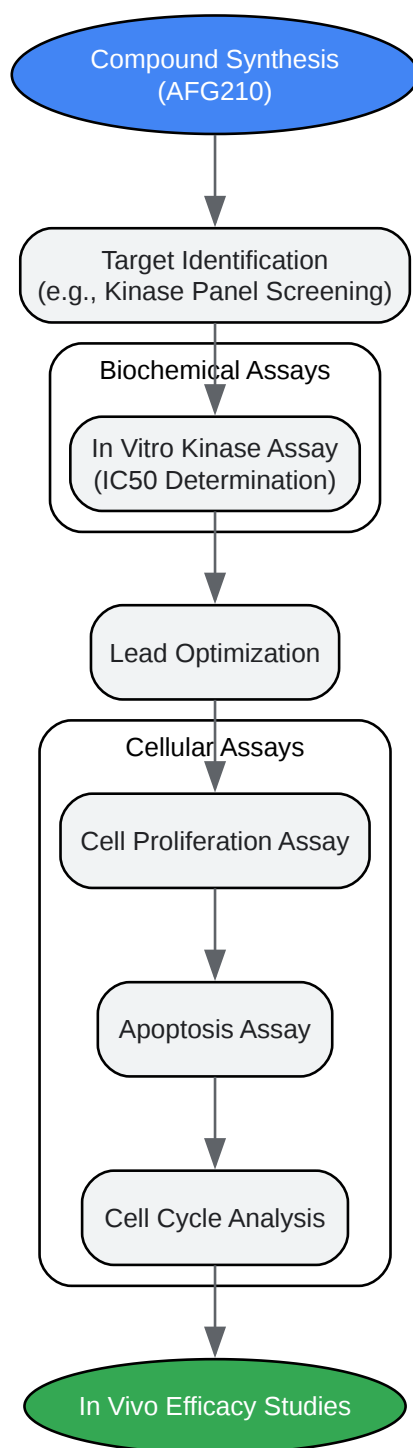 Compound Synthesis
(AFG210)
Target Identification
(e.g., Kinase Panel Screening)
Biochemical Assays
In Vitro Kinase Assay
(IC50 Determination)
Lead Optimization
Cellular Assays
Cell Proliferation Assay
Apoptosis Assay
Cell Cycle Analysis
In Vivo Efficacy Studies